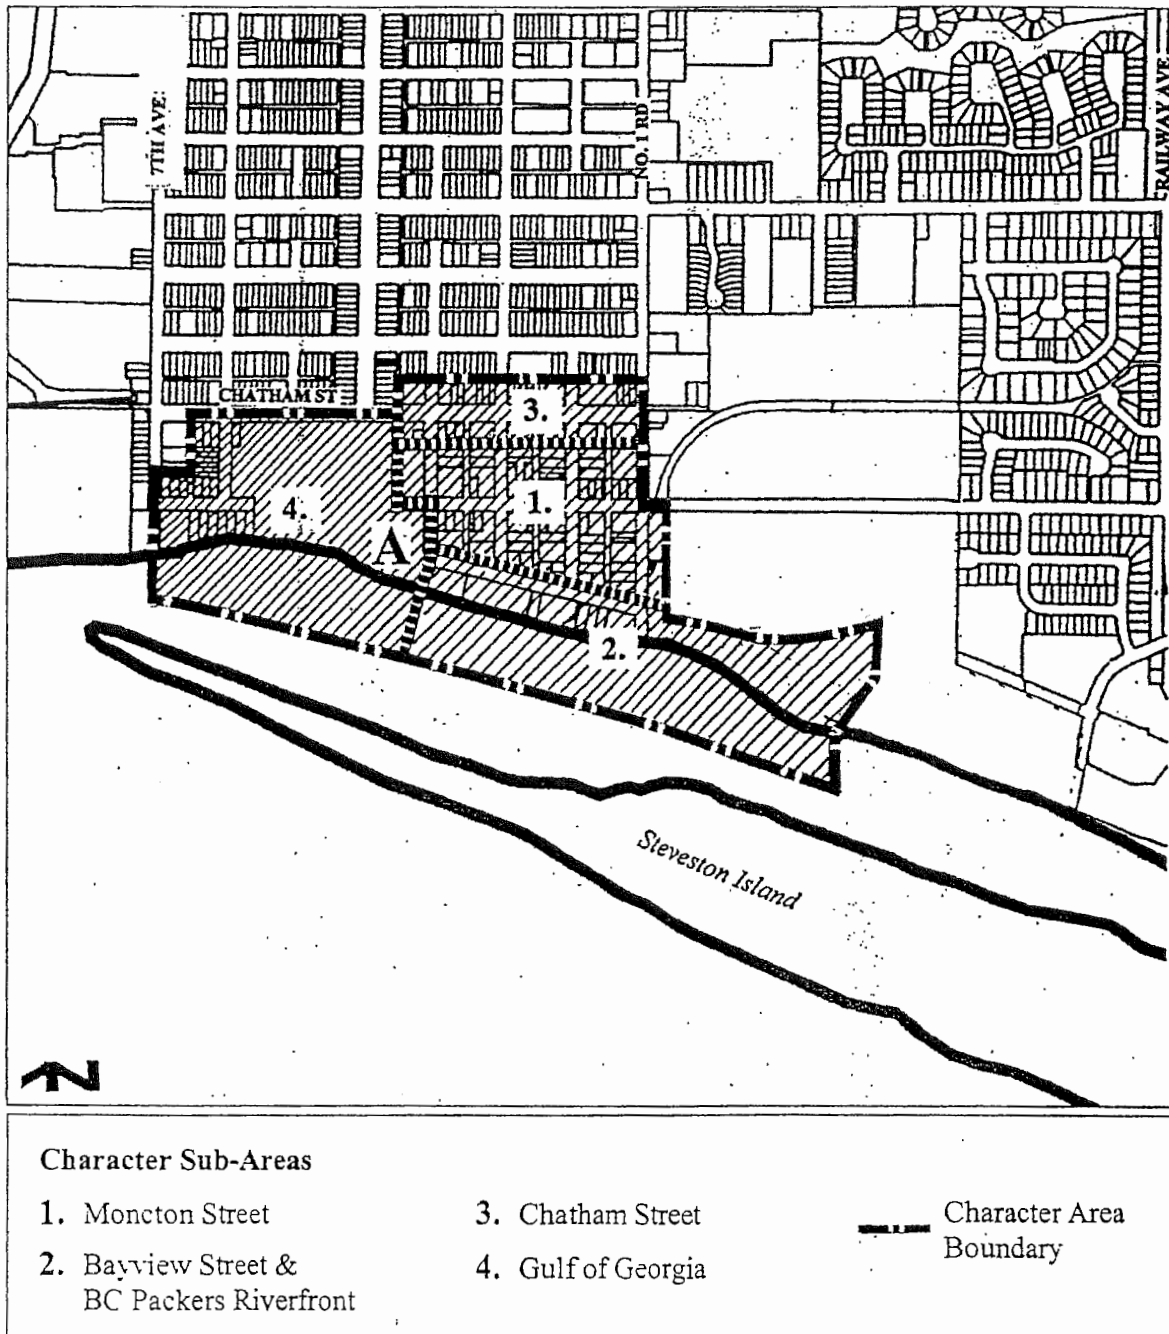 7TH AVE.
NO. 1 RD
RAILWAY AVE
CHATHAM ST
3.
1.
4.
A
2.
Steveston Island
N
Character Sub-Areas
1. Moncton Street
2. Bayview Street &
BC Packers Riverfront
3. Chatham Street
4. Gulf of Georgia
Character Area
Boundary